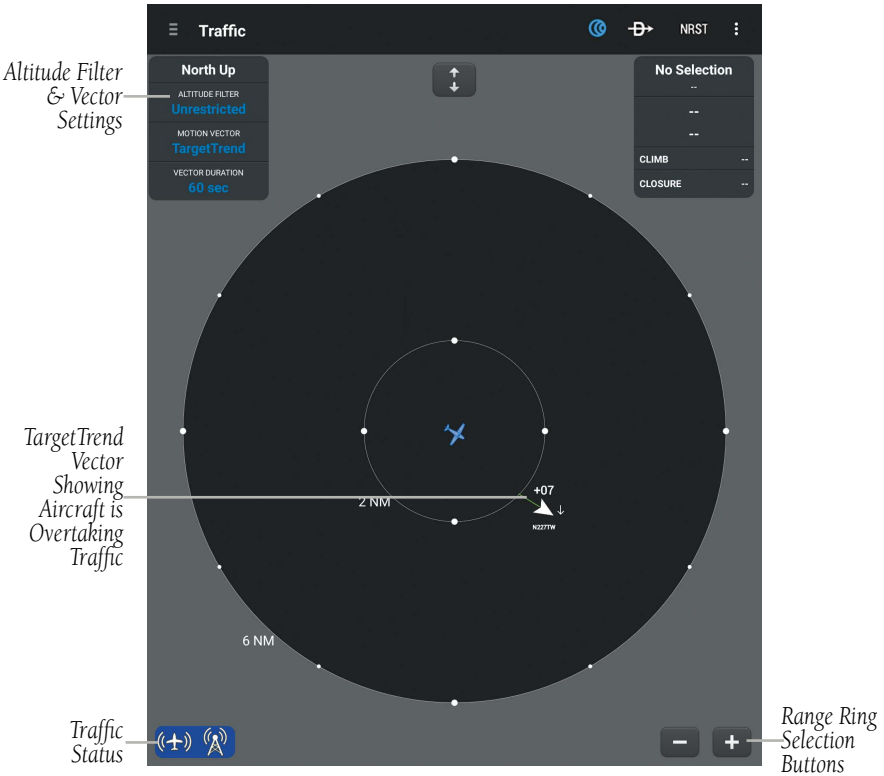 Traffic
NRST
Altitude Filter
& Vector
Settings
North Up
ALTITUDE FILTER
Unrestricted
MOTION VECTOR
TargetTrend
VECTOR DURATION
60 sec
No Selection
--
--
--
CLIMB --
CLOSURE --
TargetTrend
Vector
Showing
Aircraft is
Overtaking
Traffic
2 NM
+07
N227TW
6 NM
Traffic
Status
Range Ring
Selection
Buttons